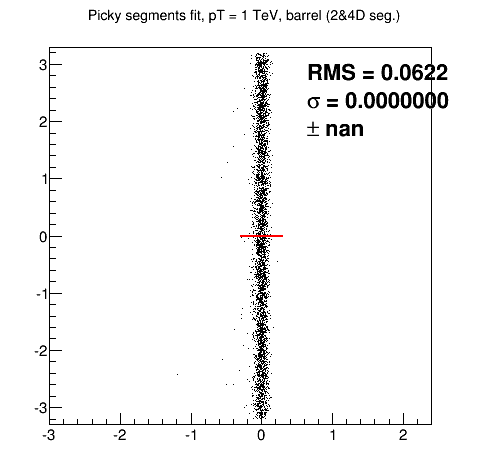 Picky segments fit, pT = 1 TeV, barrel (2&4D seg.)
RMS = 0.0622
σ = 0.0000000
± nan
3
2
1
0
-1
-2
-3
-3 -2 -1 0 1 2